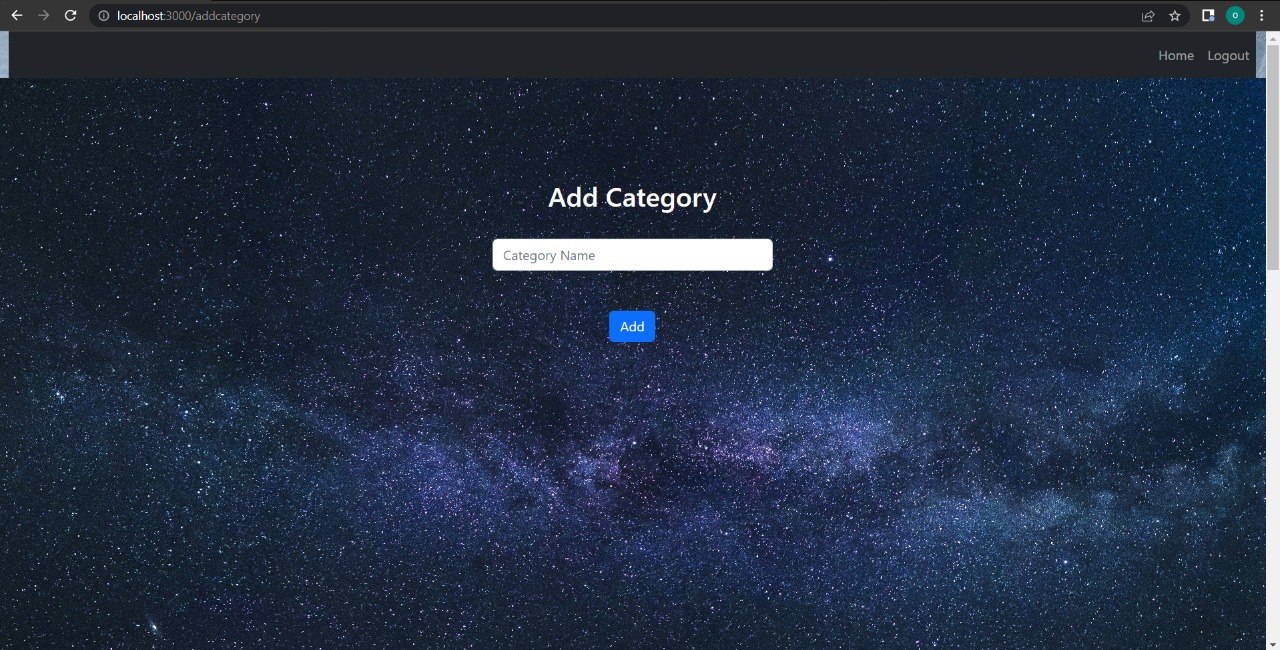 localhost:3000/addcategory
O
Home Logout
Add Category
Category Name
Add